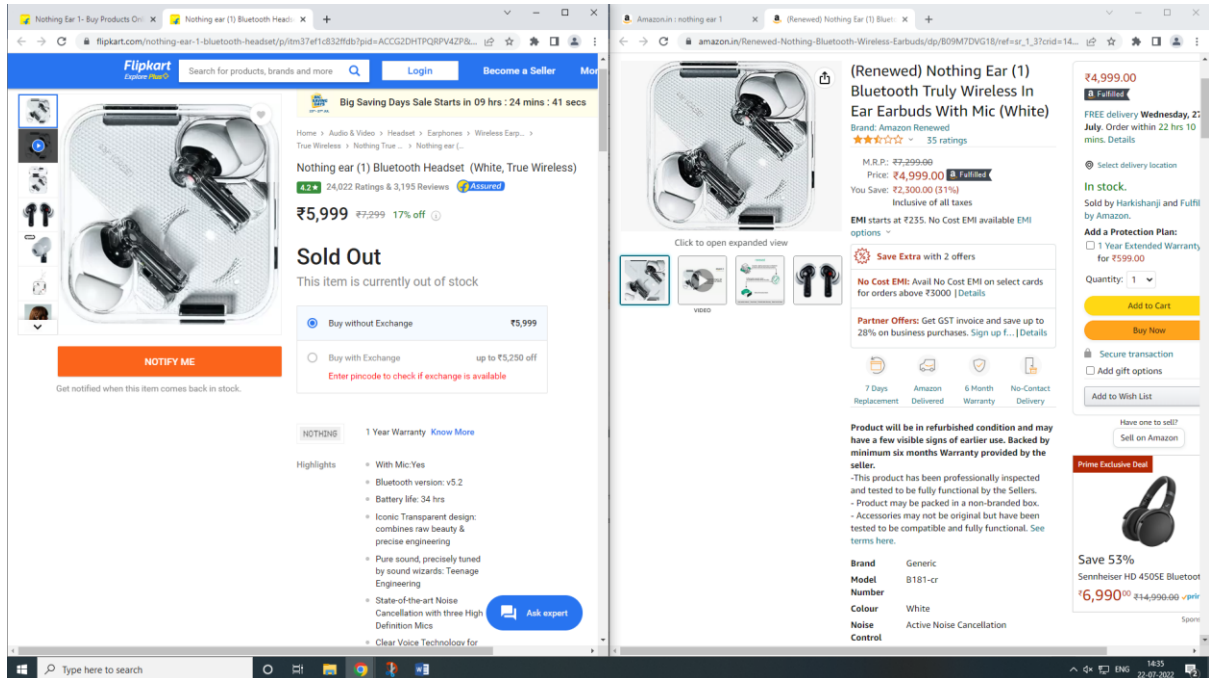 Nothing Ear 1- Buy Products Onl
Nothing ear (1) Bluetooth Heads
flipkart.com/nothing-ear-1-bluetooth-headset/p/itm37ef1c832ffdb?pid=ACCG2DHTPQRPV4ZP&...
Flipkart
Explore Plus
Search for products, brands and more
Login
Become a Seller
Mor
Big Saving Days Sale Starts in 09 hrs : 24 mins : 41 secs
Home > Audio & Video > Headset > Earphones > Wireless Earp... >
True Wireless > Nothing True ... > Nothing ear (...
Nothing ear (1) Bluetooth Headset (White, True Wireless)
4.2★ 24,022 Ratings & 3,195 Reviews Assured
₹5,999 ₹7,299 17% off
Sold Out
This item is currently out of stock
Buy without Exchange ₹5,999
Buy with Exchange up to ₹5,250 off
Enter pincode to check if exchange is available
NOTIFY ME
Get notified when this item comes back in stock.
NOTHING 1 Year Warranty Know More
Highlights
With Mic:Yes
Bluetooth version: v5.2
Battery life: 34 hrs
Iconic Transparent design:
combines raw beauty &
precise engineering
Pure sound, precisely tuned
by sound wizards: Teenage
Engineering
State-of-the-art Noise
Cancellation with three High
Definition Mics
Clear Voice Technology for
Ask expert
Amazon.in : nothing ear 1
(Renewed) Nothing Ear (1) Bluet
amazon.in/Renewed-Nothing-Bluetooth-Wireless-Earbuds/dp/B09M7DVG18/ref=sr_1_3?crid=14...
Click to open expanded view
VIDEO
(Renewed) Nothing Ear (1)
Bluetooth Truly Wireless In
Ear Earbuds With Mic (White)
Brand: Amazon Renewed
35 ratings
M.R.P.: ₹7,299.00
Price: ₹4,999.00 Fulfilled
You Save: ₹2,300.00 (31%)
Inclusive of all taxes
EMI starts at ₹235. No Cost EMI available EMI
options
Save Extra with 2 offers
No Cost EMI: Avail No Cost EMI on select cards
for orders above ₹3000 | Details
Partner Offers: Get GST invoice and save up to
28% on business purchases. Sign up f... | Details
7 Days
Replacement
Amazon
Delivered
6 Month
Warranty
No-Contact
Delivery
Product will be in refurbished condition and may
have a few visible signs of earlier use. Backed by
minimum six months Warranty provided by the
seller.
-This product has been professionally inspected
and tested to be fully functional by the Sellers.
- Product may be packed in a non-branded box.
- Accessories may not be original but have been
tested to be compatible and fully functional. See
terms here.
Brand Generic
Model
Number
B181-cr
Colour White
Noise
Control
Active Noise Cancellation
₹4,999.00
Fulfilled
FREE delivery Wednesday, 27
July. Order within 22 hrs 10
mins. Details
Select delivery location
In stock.
Sold by Harkishanji and Fulfil
by Amazon.
Add a Protection Plan:
1 Year Extended Warranty
for ₹599.00
Quantity: 1
Add to Cart
Buy Now
Secure transaction
Add gift options
Add to Wish List
Have one to sell?
Sell on Amazon
Prime Exclusive Deal
Save 53%
Sennheiser HD 450SE Bluetoot
₹6,990⁰⁰ ₹14,990.00 prir
Spons
Type here to search
ENG
14:35
22-07-2022